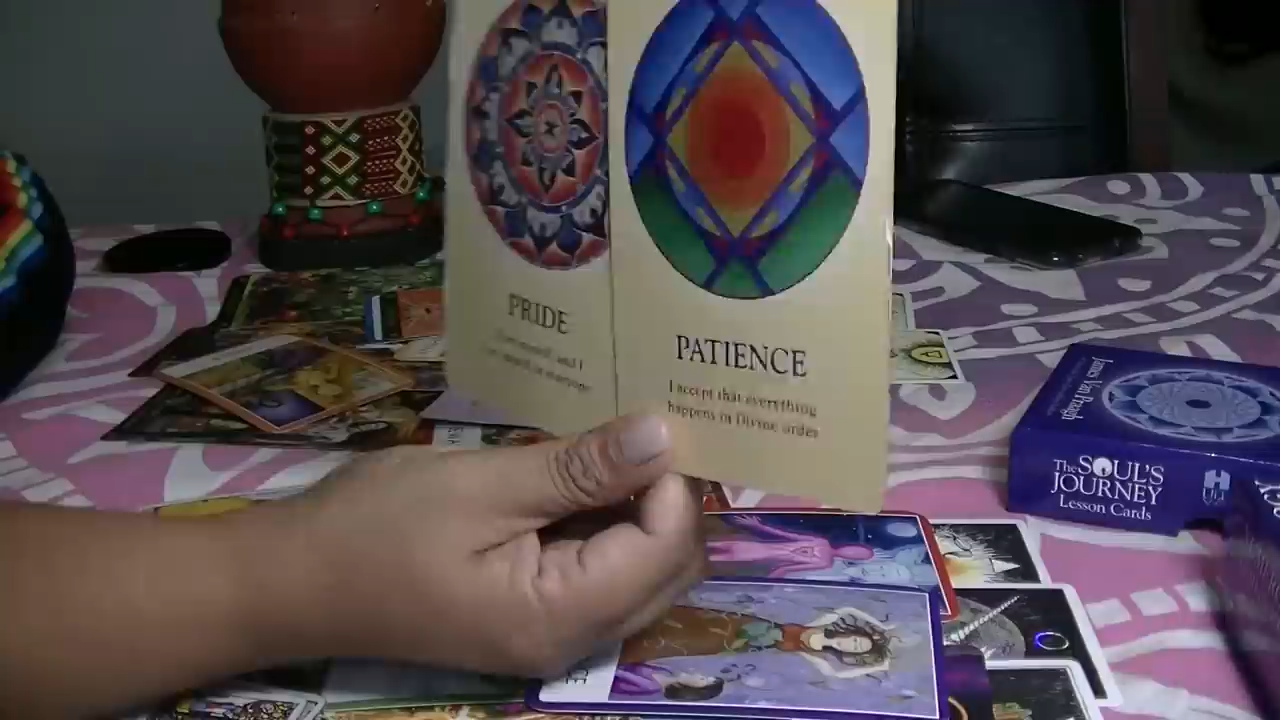 PRIDE
PATIENCE
I accept that everything
happens in Divine order
James Van Praagh
The SOUL'S
JOURNEY
Lesson Cards